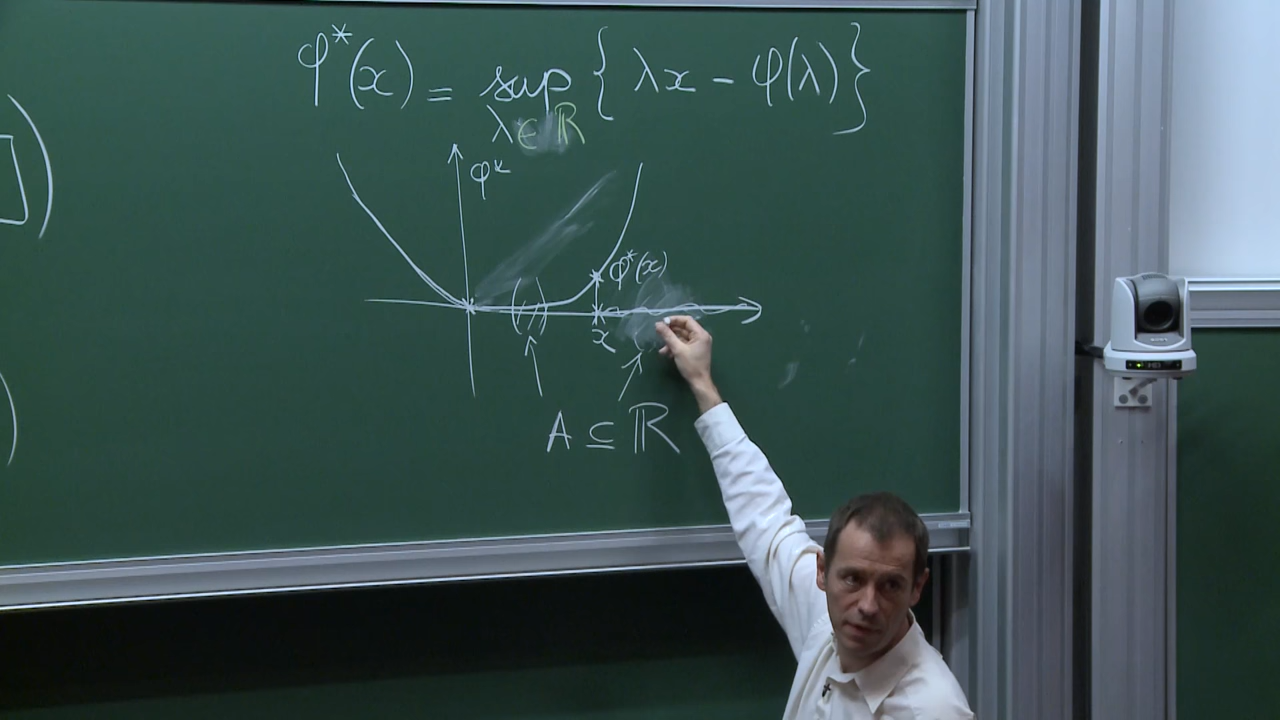 φ*(x) = sup { λx - φ(λ) }
λ ∈ ℝ
φ*
φ*(x)
x
A ⊆ ℝ